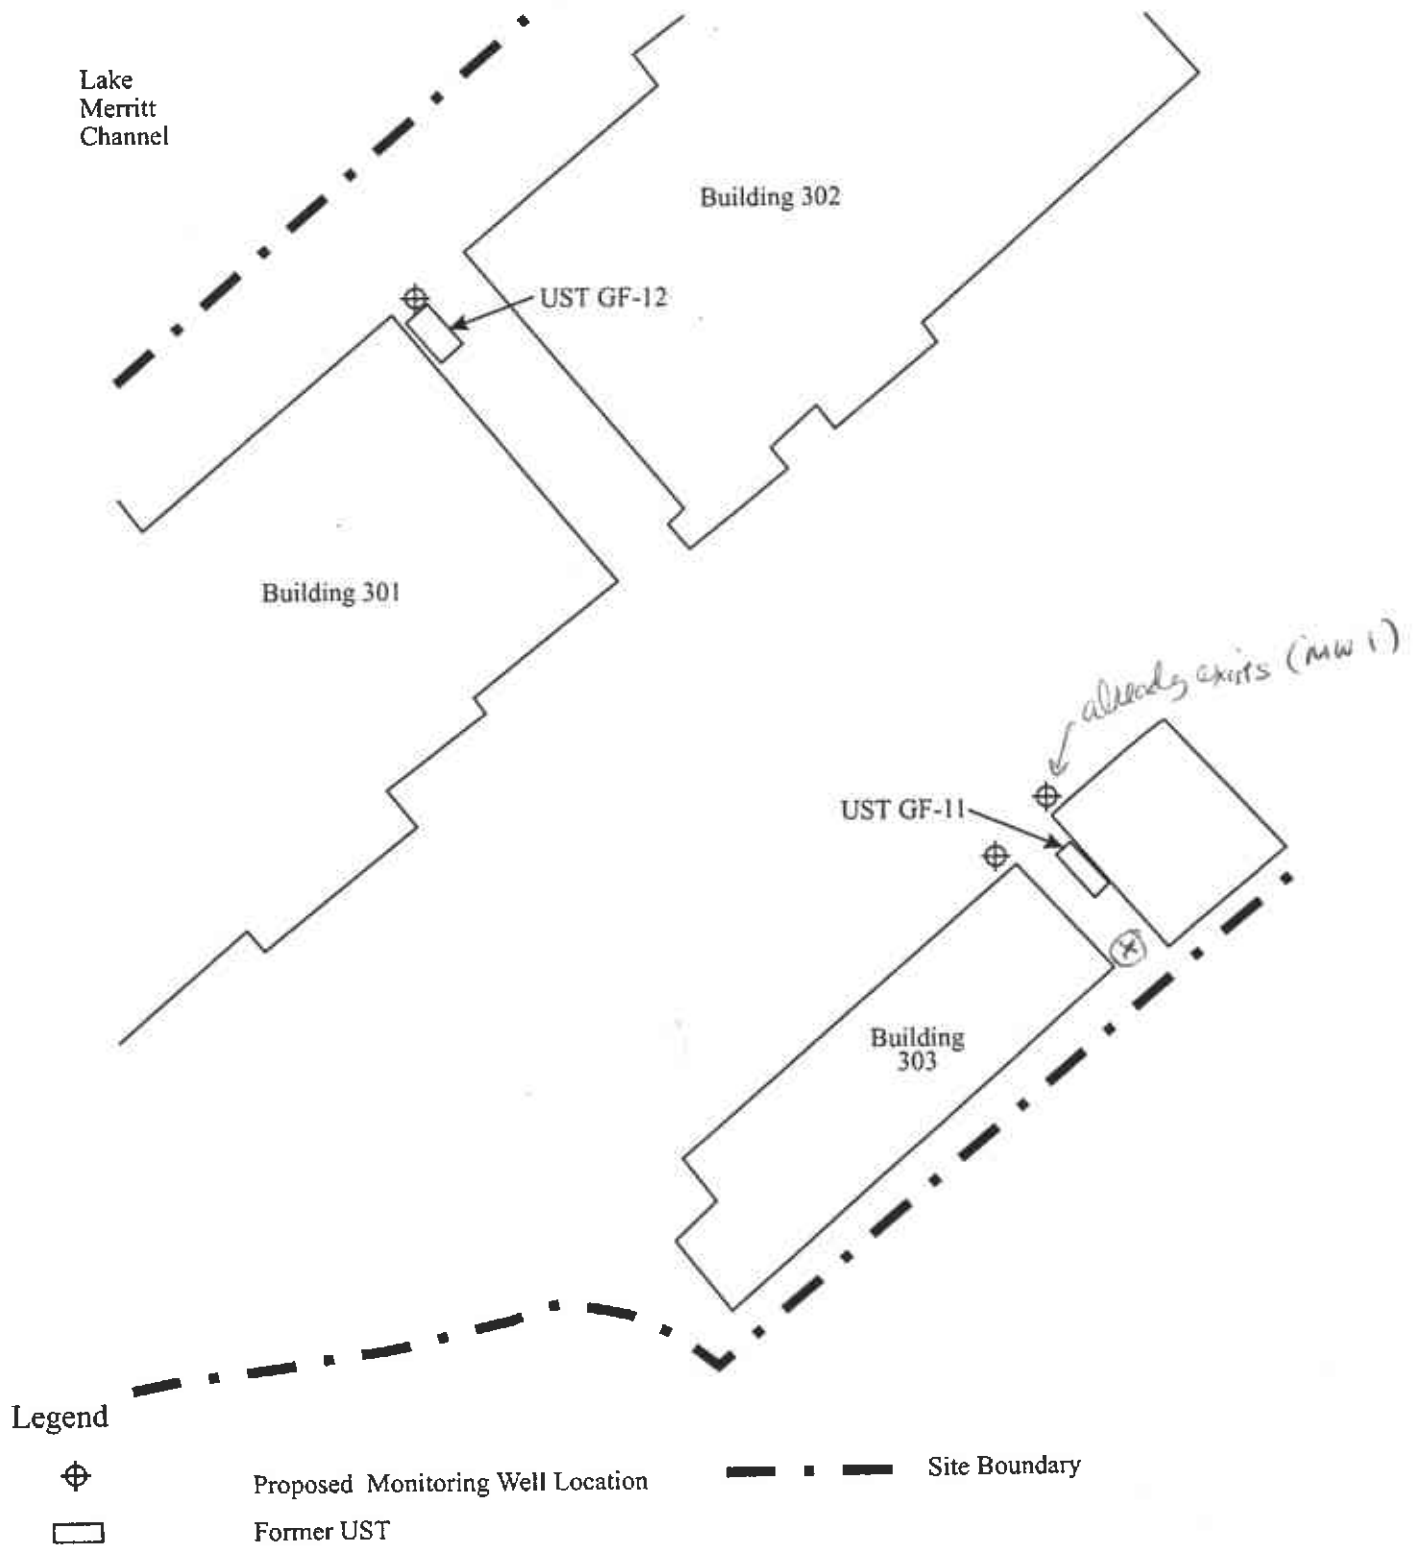 Lake
Merritt
Channel
Building 302
UST GF-12
Building 301
already exists (MW 1)
UST GF-11
Building
303
Legend
Proposed Monitoring Well Location
Site Boundary
Former UST